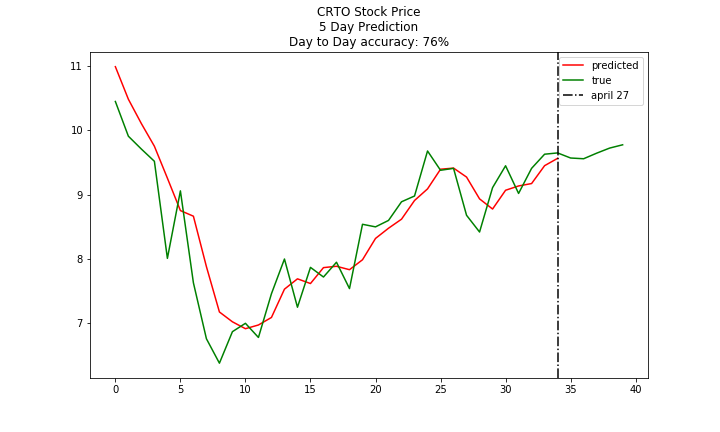 CRTO Stock Price
5 Day Prediction
Day to Day accuracy: 76%
predicted
true
april 27
11
10
9
8
7
0 5 10 15 20 25 30 35 40